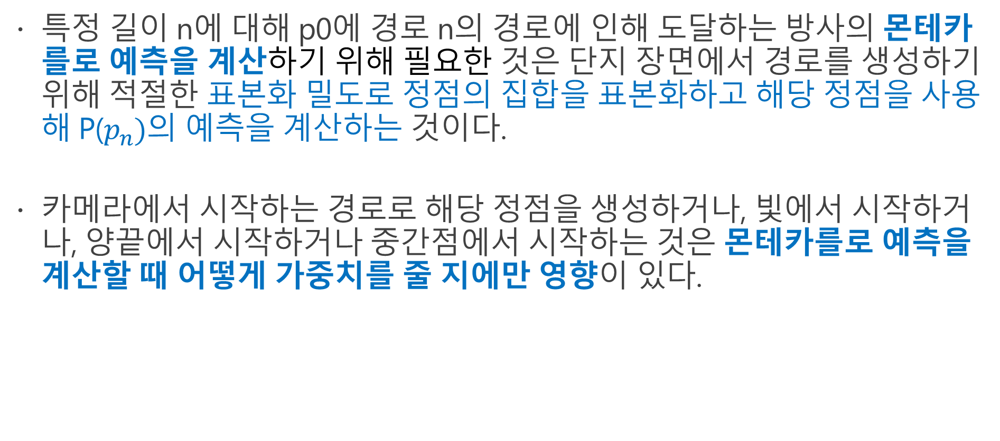 · 특정 길이 n에 대해 p0에 경로 n의 경로에 인해 도달하는 방사의 몬테카
를로 예측을 계산하기 위해 필요한 것은 단지 장면에서 경로를 생성하기
위해 적절한 표본화 밀도로 정점의 집합을 표본화하고 해당 정점을 사용
해 P(pₙ)의 예측을 계산하는 것이다.
· 카메라에서 시작하는 경로로 해당 정점을 생성하거나, 빛에서 시작하거
나, 양끝에서 시작하거나 중간점에서 시작하는 것은 몬테카를로 예측을
계산할 때 어떻게 가중치를 줄 지에만 영향이 있다.